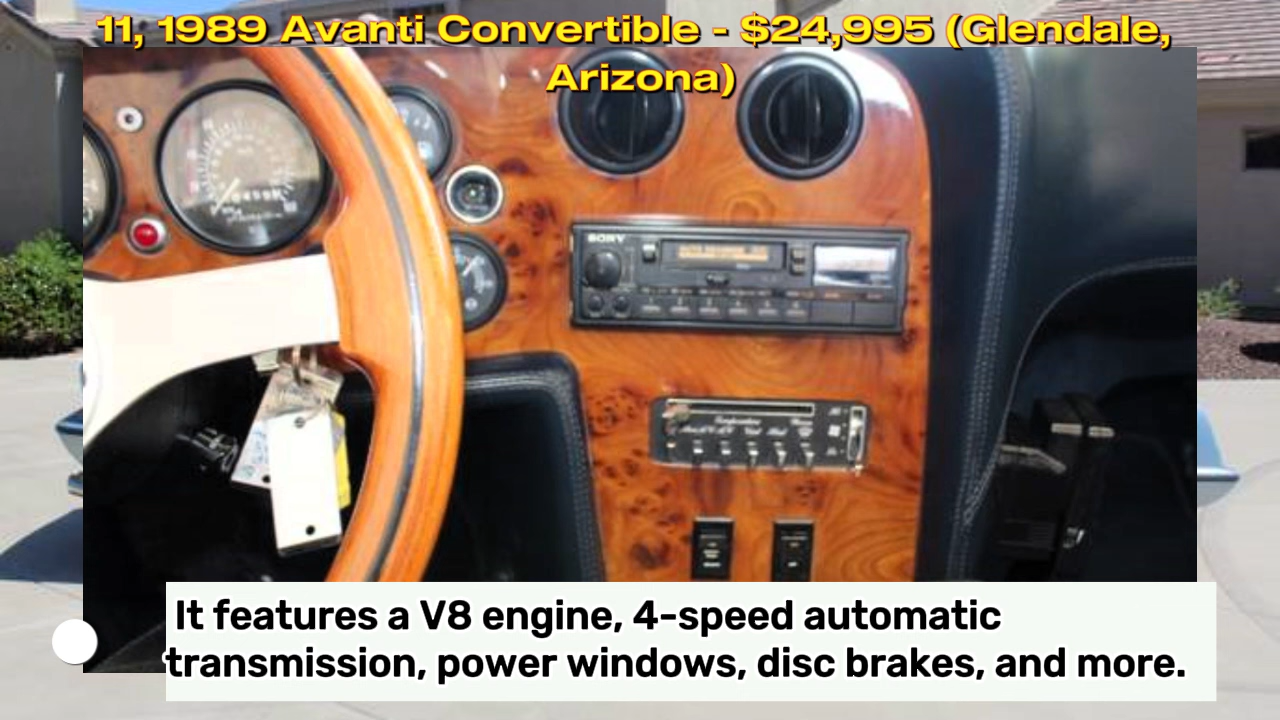 11, 1989 Avanti Convertible - $24,995 (Glendale,
Arizona)
SONY
It features a V8 engine, 4-speed automatic
transmission, power windows, disc brakes, and more.